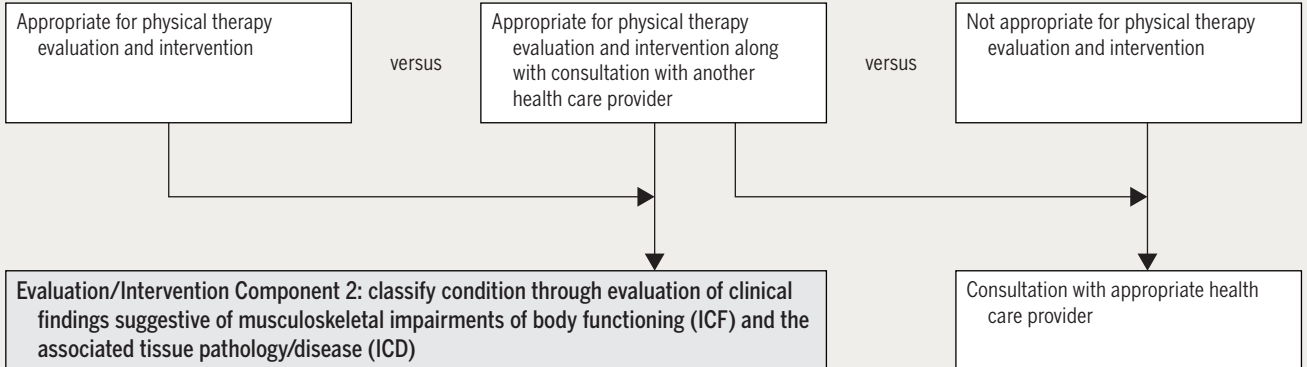 Appropriate for physical therapy
evaluation and intervention
versus
Appropriate for physical therapy
evaluation and intervention along
with consultation with another
health care provider
versus
Not appropriate for physical therapy
evaluation and intervention
Evaluation/Intervention Component 2: classify condition through evaluation of clinical
findings suggestive of musculoskeletal impairments of body functioning (ICF) and the
associated tissue pathology/disease (ICD)
Consultation with appropriate health
care provider